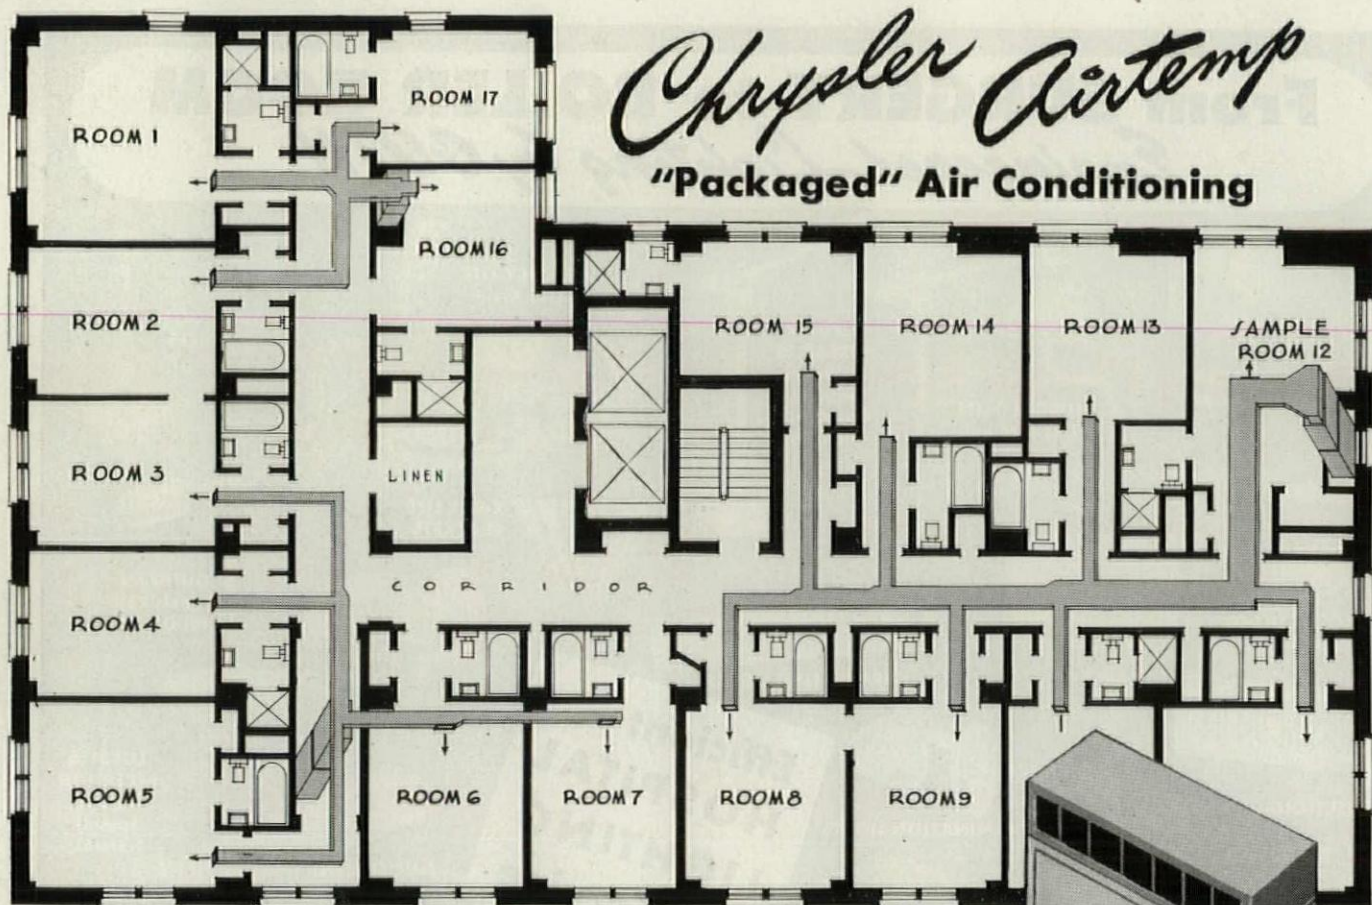 Chrysler Airtemp
"Packaged" Air Conditioning
ROOM 1
ROOM 17
ROOM 16
ROOM 2
ROOM 15
ROOM 14
ROOM 13
SAMPLE
ROOM 12
ROOM 3
LINEN
CORRIDOR
ROOM 4
ROOM 5
ROOM 6
ROOM 7
ROOM 8
ROOM 9